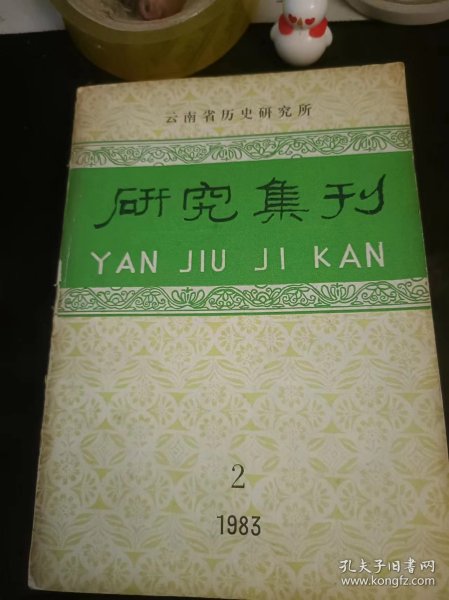 云南省历史研究所
研究集刊
YAN JIU JI KAN
2
1983
孔夫子旧书网
www.kongfz.com